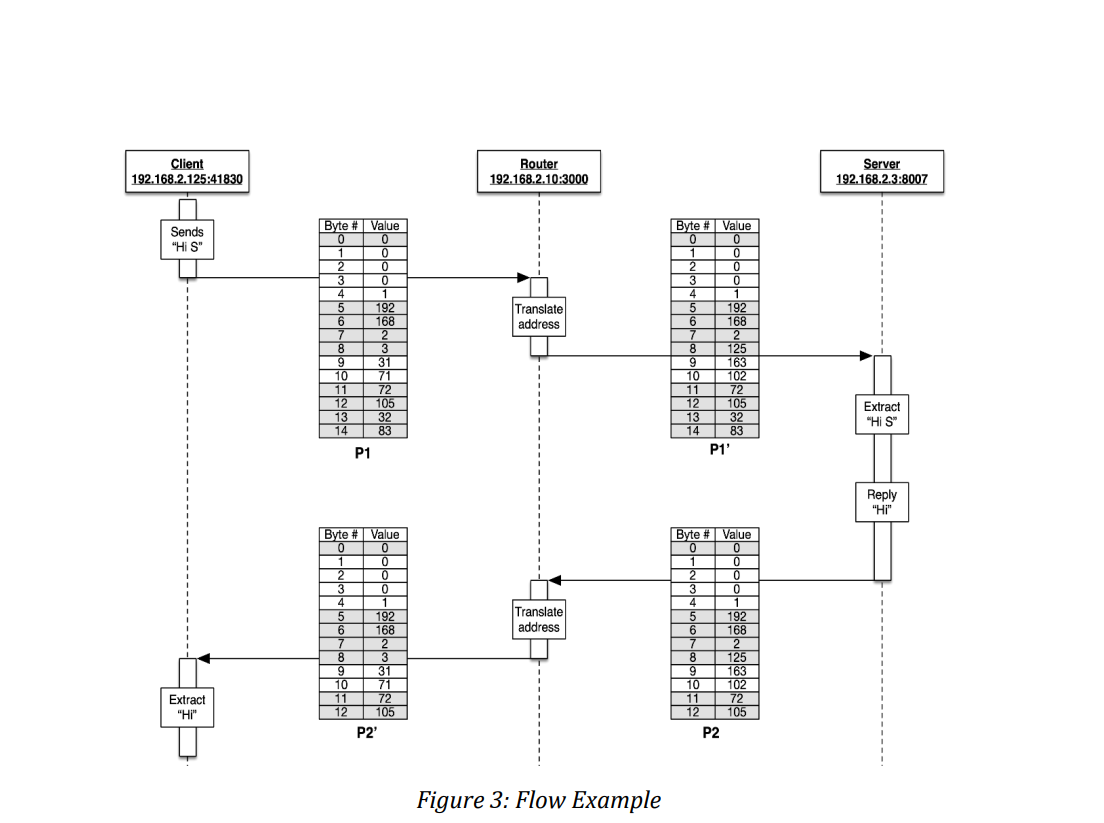 Client
192.168.2.125:41830
Router
192.168.2.10:3000
Server
192.168.2.3:8007
Sends
“Hi S”
Byte # Value
0 0
1 0
2 0
3 0
4 1
5 192
6 168
7 2
8 3
9 31
10 71
11 72
12 105
13 32
14 83
P1
Translate
address
Byte # Value
0 0
1 0
2 0
3 0
4 1
5 192
6 168
7 2
8 125
9 163
10 102
11 72
12 105
13 32
14 83
P1’
Extract
“Hi S”
Reply
“Hi”
Byte # Value
0 0
1 0
2 0
3 0
4 1
5 192
6 168
7 2
8 125
9 163
10 102
11 72
12 105
P2
Translate
address
Byte # Value
0 0
1 0
2 0
3 0
4 1
5 192
6 168
7 2
8 3
9 31
10 71
11 72
12 105
P2’
Extract
“Hi”
Figure 3: Flow Example